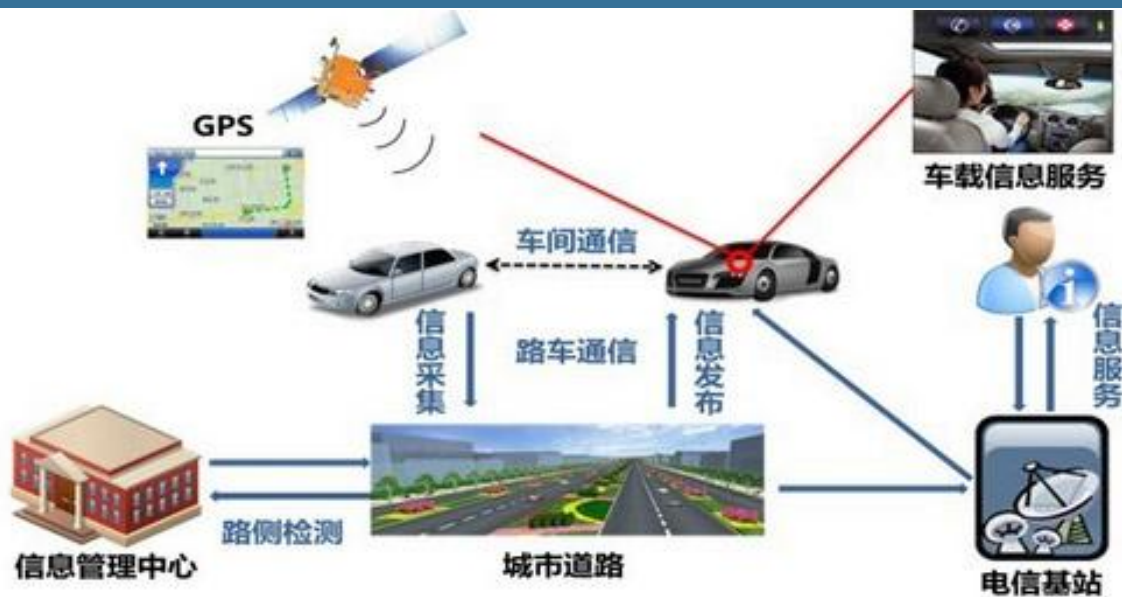 GPS
车载信息服务
车间通信
信息采集
路车通信
信息发布
信息服务
路侧检测
信息管理中心
城市道路
电信基站